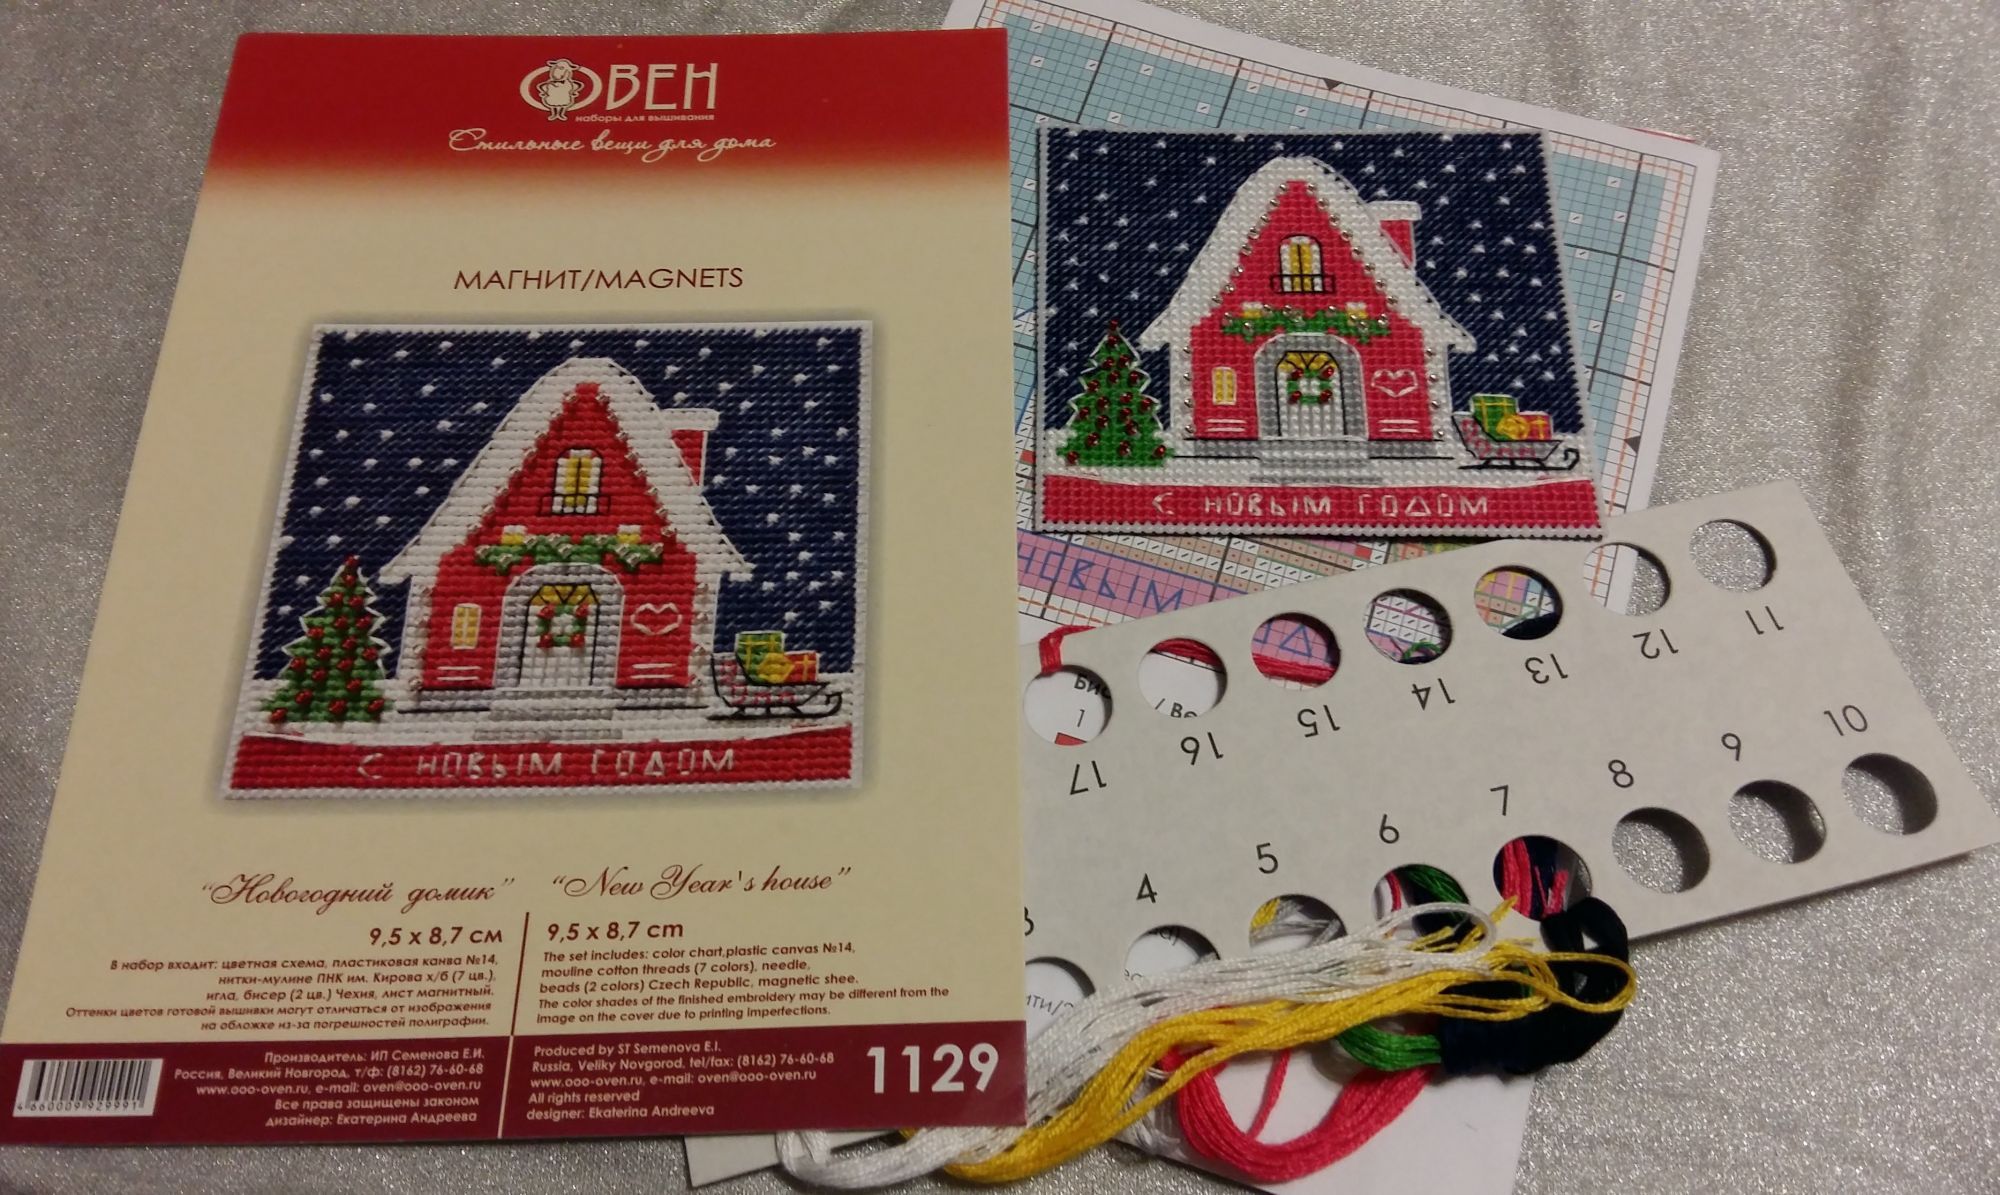 ОВЕН
наборы для вышивания
Стильные вещи для дома
МАГНИТ/MAGNETS
С НОВЫМ ГОДОМ
"Новогодний домик"
9,5 х 8,7 см
В набор входит: цветная схема, пластиковая канва №14,
нитки-мулине ПНК им. Кирова х/б (7 цв.),
игла, бисер (2 цв.) Чехия, лист магнитный.
Оттенки цветов готовой вышивки могут отличаться от изображения
на обложке из-за погрешностей полиграфии.
"New Year's house"
9,5 x 8,7 cm
The set includes: color chart,plastic canvas №14,
mouline cotton threads (7 colors), needle,
beads (2 colors) Czech Republic, magnetic shee.
The color shades of the finished embroidery may be different from the
image on the cover due to printing imperfections.
4660009929991
Производитель: ИП Семенова Е.И.
Россия, Великий Новгород, т/ф: (8162) 76-60-68
www.ooo-oven.ru, e-mail: oven@ooo-oven.ru
Все права защищены законом
дизайнер: Екатерина Андреева
Produced by ST Semenova E.I.
Russia, Veliky Novgorod, tel/fax: (8162) 76-60-68
www.ooo-oven.ru, e-mail: oven@ooo-oven.ru
All rights reserved
designer: Ekaterina Andreeva
1129
С НОВЫМ ГОДОМ
НОВЫМ
17 16 15 14 13 12 11
3 4 5 6 7 8 9 10